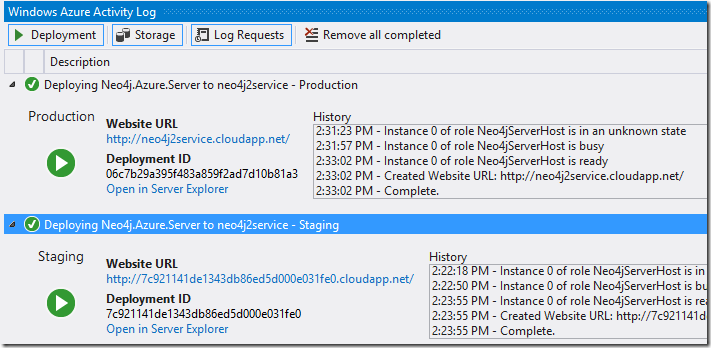 Windows Azure Activity Log
Deployment Storage Log Requests Remove all completed
Description
Deploying Neo4j.Azure.Server to neo4j2service - Production
Production
Website URL
http://neo4j2service.cloudapp.net/
Deployment ID
06c7b29a395f483a859f2ad7d10b81a3
Open in Server Explorer
History
2:31:23 PM - Instance 0 of role Neo4jServerHost is in an unknown state
2:31:57 PM - Instance 0 of role Neo4jServerHost is busy
2:33:02 PM - Instance 0 of role Neo4jServerHost is ready
2:33:02 PM - Created Website URL: http://neo4j2service.cloudapp.net/
2:33:02 PM - Complete.
Deploying Neo4j.Azure.Server to neo4j2service - Staging
Staging
Website URL
http://7c921141de1343db86ed5d000e031fe0.cloudapp.net/
Deployment ID
7c921141de1343db86ed5d000e031fe0
Open in Server Explorer
History
2:22:18 PM - Instance 0 of role Neo4jServerHost is in
2:22:50 PM - Instance 0 of role Neo4jServerHost is bu
2:23:55 PM - Instance 0 of role Neo4jServerHost is rea
2:23:55 PM - Created Website URL: http://7c921141d
2:23:55 PM - Complete.